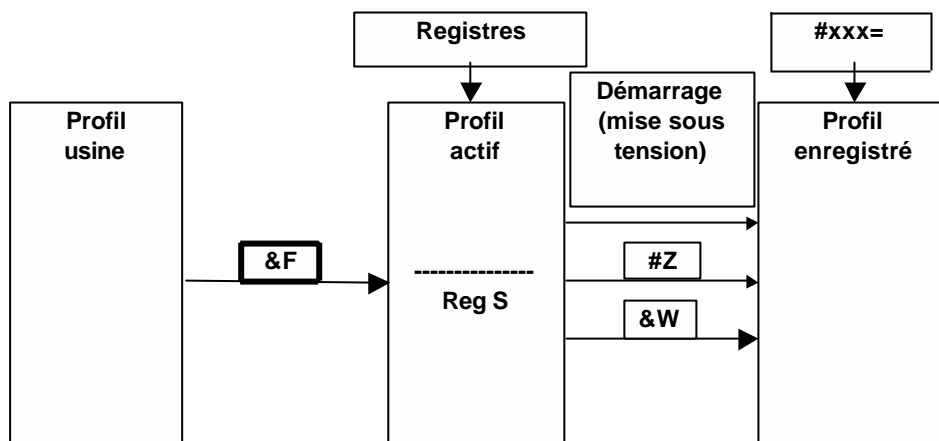 Registres
#xxx=
Profil
usine
Profil
actif
Démarrage
(mise sous
tension)
Profil
enregistré
&F
---------------
Reg S
#Z
&W